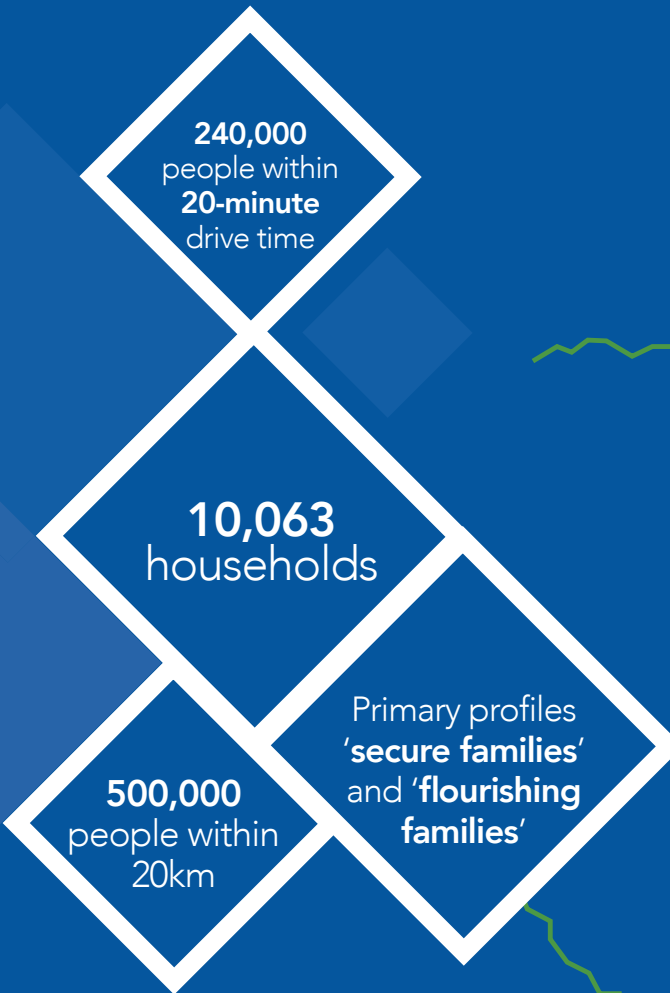 240,000
people within
20-minute
drive time
10,063
households
Primary profiles
‘secure families’
and ‘flourishing
families’
500,000
people within
20km